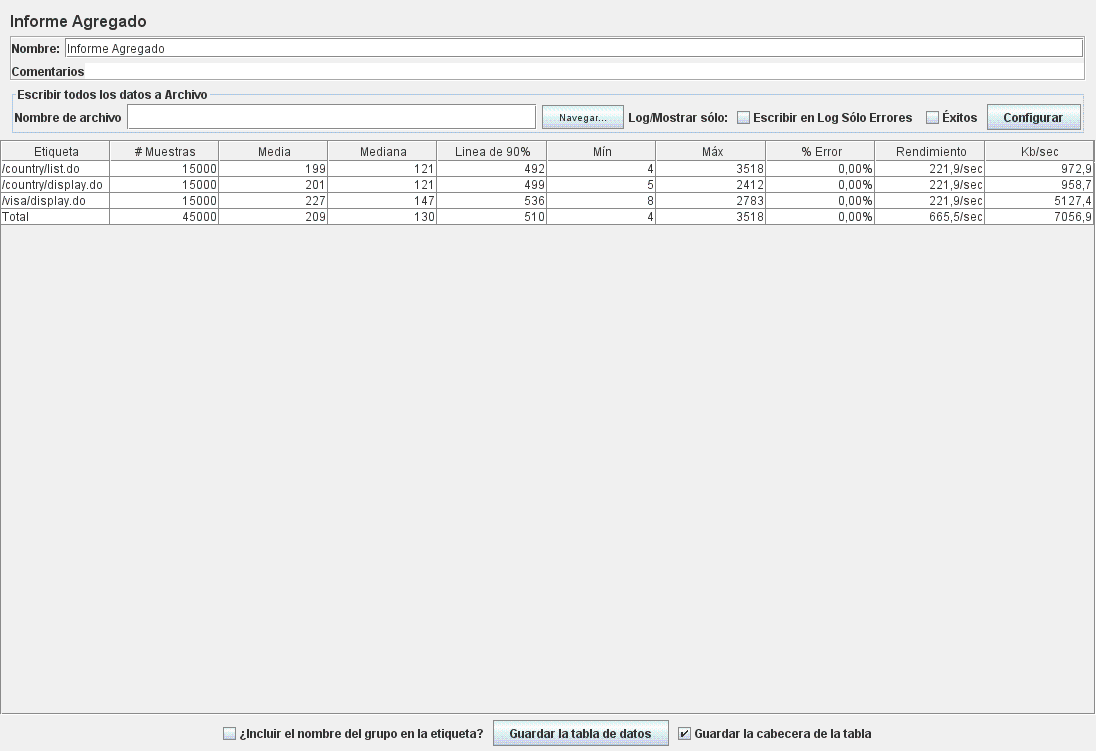 Informe Agregado
Nombre: Informe Agregado
Comentarios
Escribir todos los datos a Archivo
Nombre de archivo Navegar... Log/Mostrar sólo: Escribir en Log Sólo Errores Éxitos Configurar
Etiqueta # Muestras Media Mediana Linea de 90% Mín Máx % Error Rendimiento Kb/sec
/country/list.do 15000 199 121 492 4 3518 0,00% 221,9/sec 972,9
/country/display.do 15000 201 121 499 5 2412 0,00% 221,9/sec 958,7
/visa/display.do 15000 227 147 536 8 2783 0,00% 221,9/sec 5127,4
Total 45000 209 130 510 4 3518 0,00% 665,5/sec 7056,9
¿Incluir el nombre del grupo en la etiqueta? Guardar la tabla de datos Guardar la cabecera de la tabla